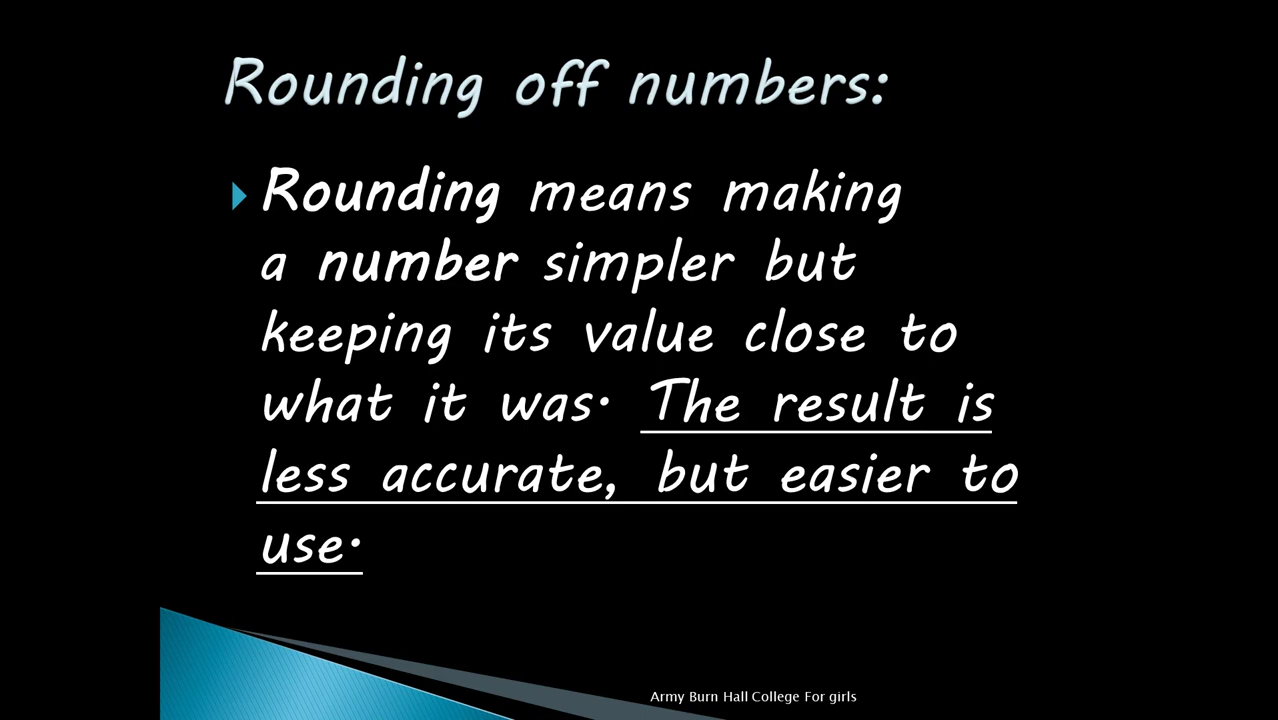 Rounding off numbers:
Rounding means making
a number simpler but
keeping its value close to
what it was. The result is
less accurate, but easier to
use.
Army Burn Hall College For girls